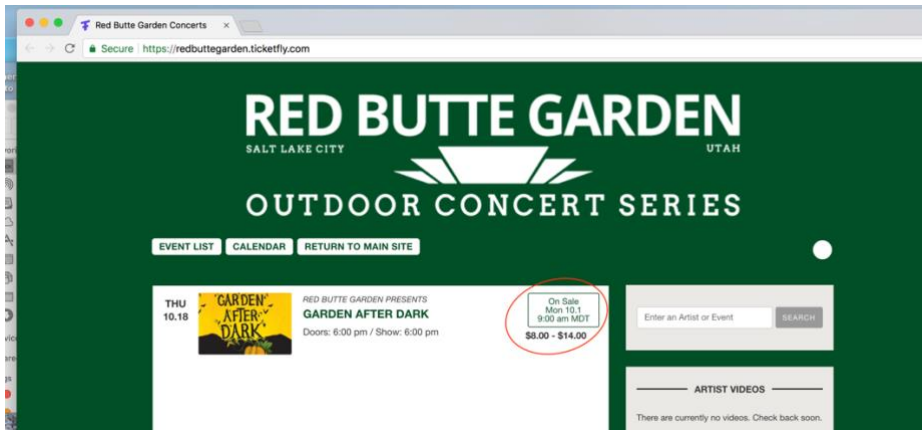 Red Butte Garden Concerts
Secure https://redbuttegarden.ticketfly.com
RED BUTTE GARDEN
SALT LAKE CITY UTAH
OUTDOOR CONCERT SERIES
EVENT LIST CALENDAR RETURN TO MAIN SITE
THU
10.18
GARDEN
AFTER
DARK
RED BUTTE GARDEN PRESENTS
GARDEN AFTER DARK
Doors: 6:00 pm / Show: 6:00 pm
On Sale
Mon 10.1
9:00 am MDT
$8.00 - $14.00
Enter an Artist or Event SEARCH
ARTIST VIDEOS
There are currently no videos. Check back soon.